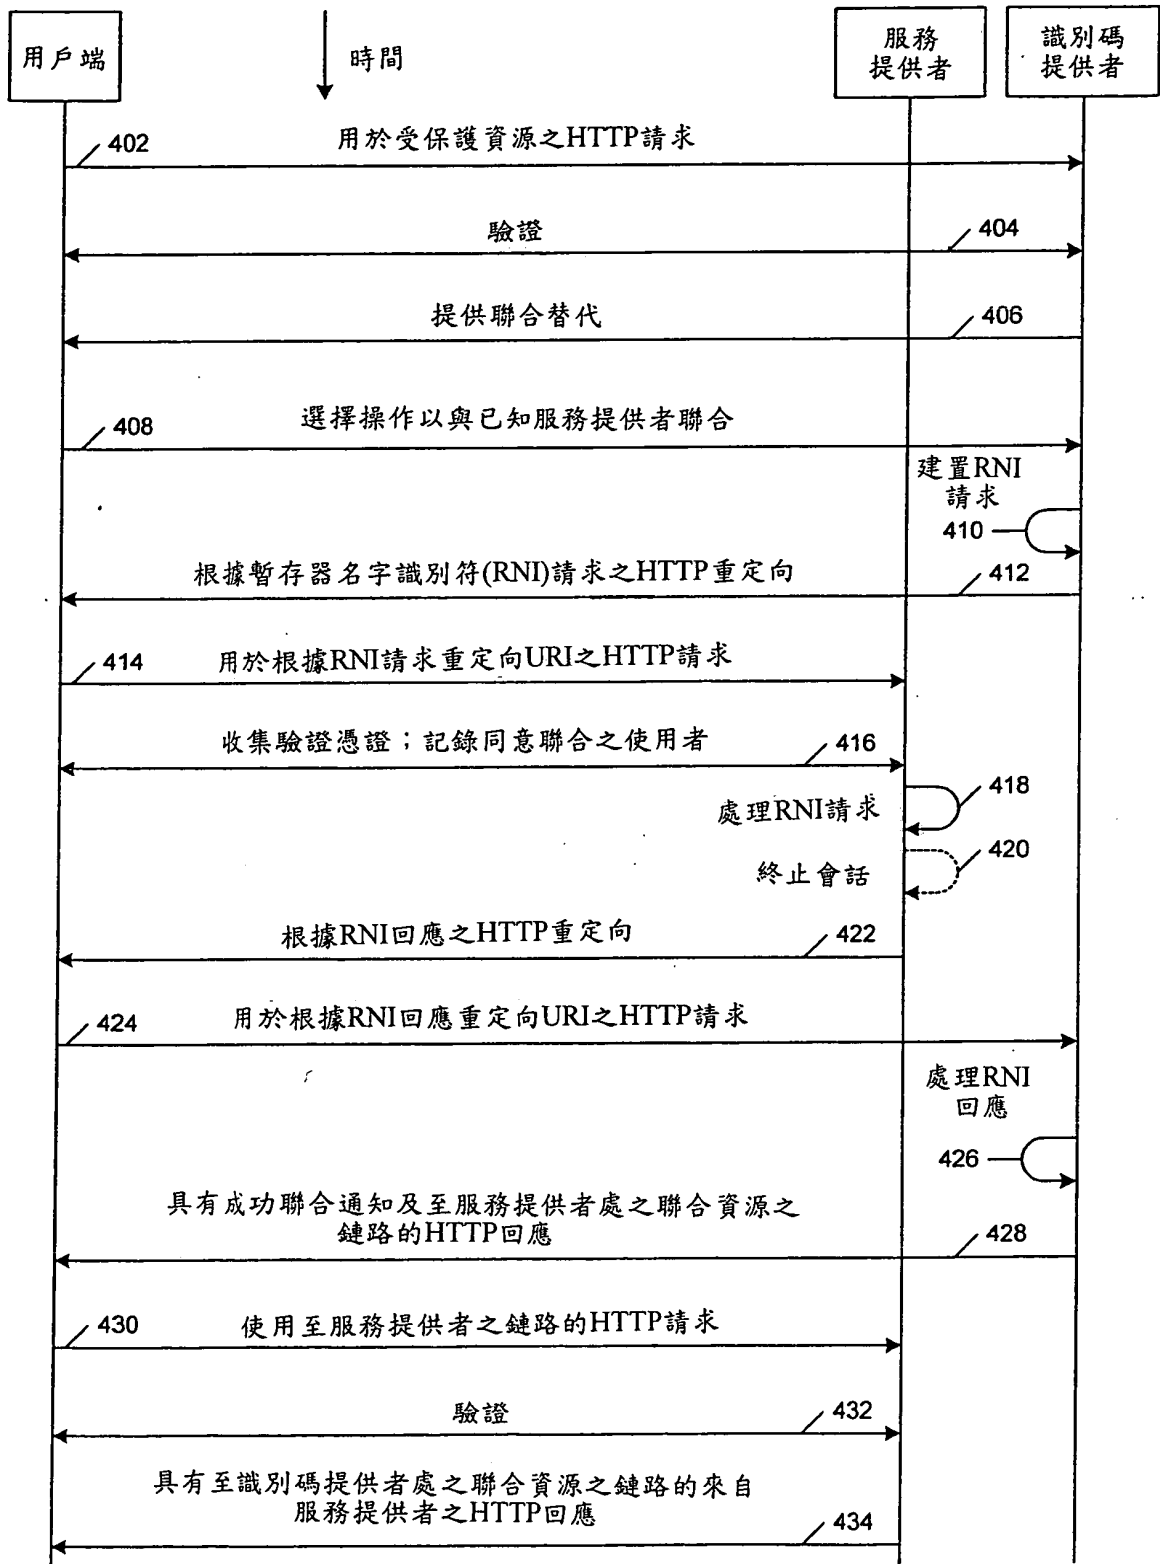 用戶端
時間
服務
提供者
識別碼
提供者
402
用於受保護資源之HTTP請求
驗證
404
提供聯合替代
406
408
選擇操作以與已知服務提供者聯合
建置RNI
請求
410
根據暫存器名字識別符(RNI)請求之HTTP重定向
412
414
用於根據RNI請求重定向URI之HTTP請求
收集驗證憑證；記錄同意聯合之使用者
416
處理RNI請求
418
終止會話
420
根據RNI回應之HTTP重定向
422
424
用於根據RNI回應重定向URI之HTTP請求
處理RNI
回應
426
具有成功聯合通知及至服務提供者處之聯合資源之
鏈路的HTTP回應
428
430
使用至服務提供者之鏈路的HTTP請求
驗證
432
具有至識別碼提供者處之聯合資源之鏈路的來自
服務提供者之HTTP回應
434